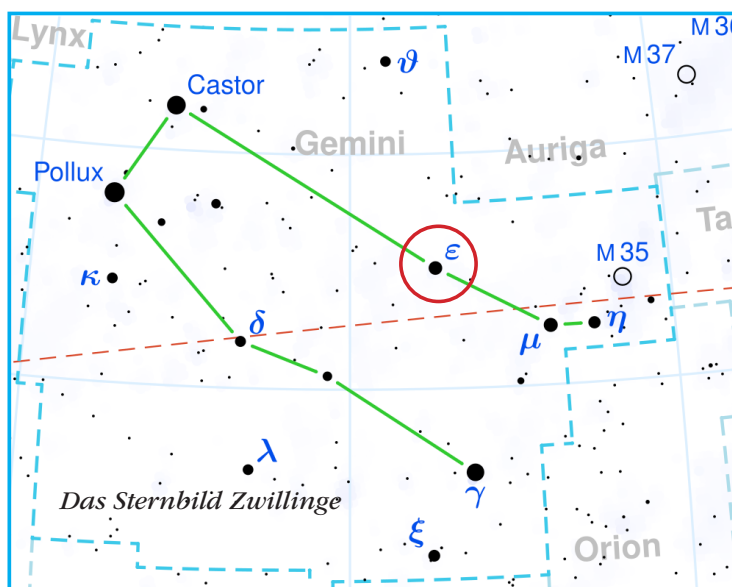 Lynx
M 36
ϑ
M 37
Castor
Gemini
Auriga
Pollux
Ta
ε
M 35
κ
δ
μ
η
λ
Das Sternbild Zwillinge
γ
ξ
Orion